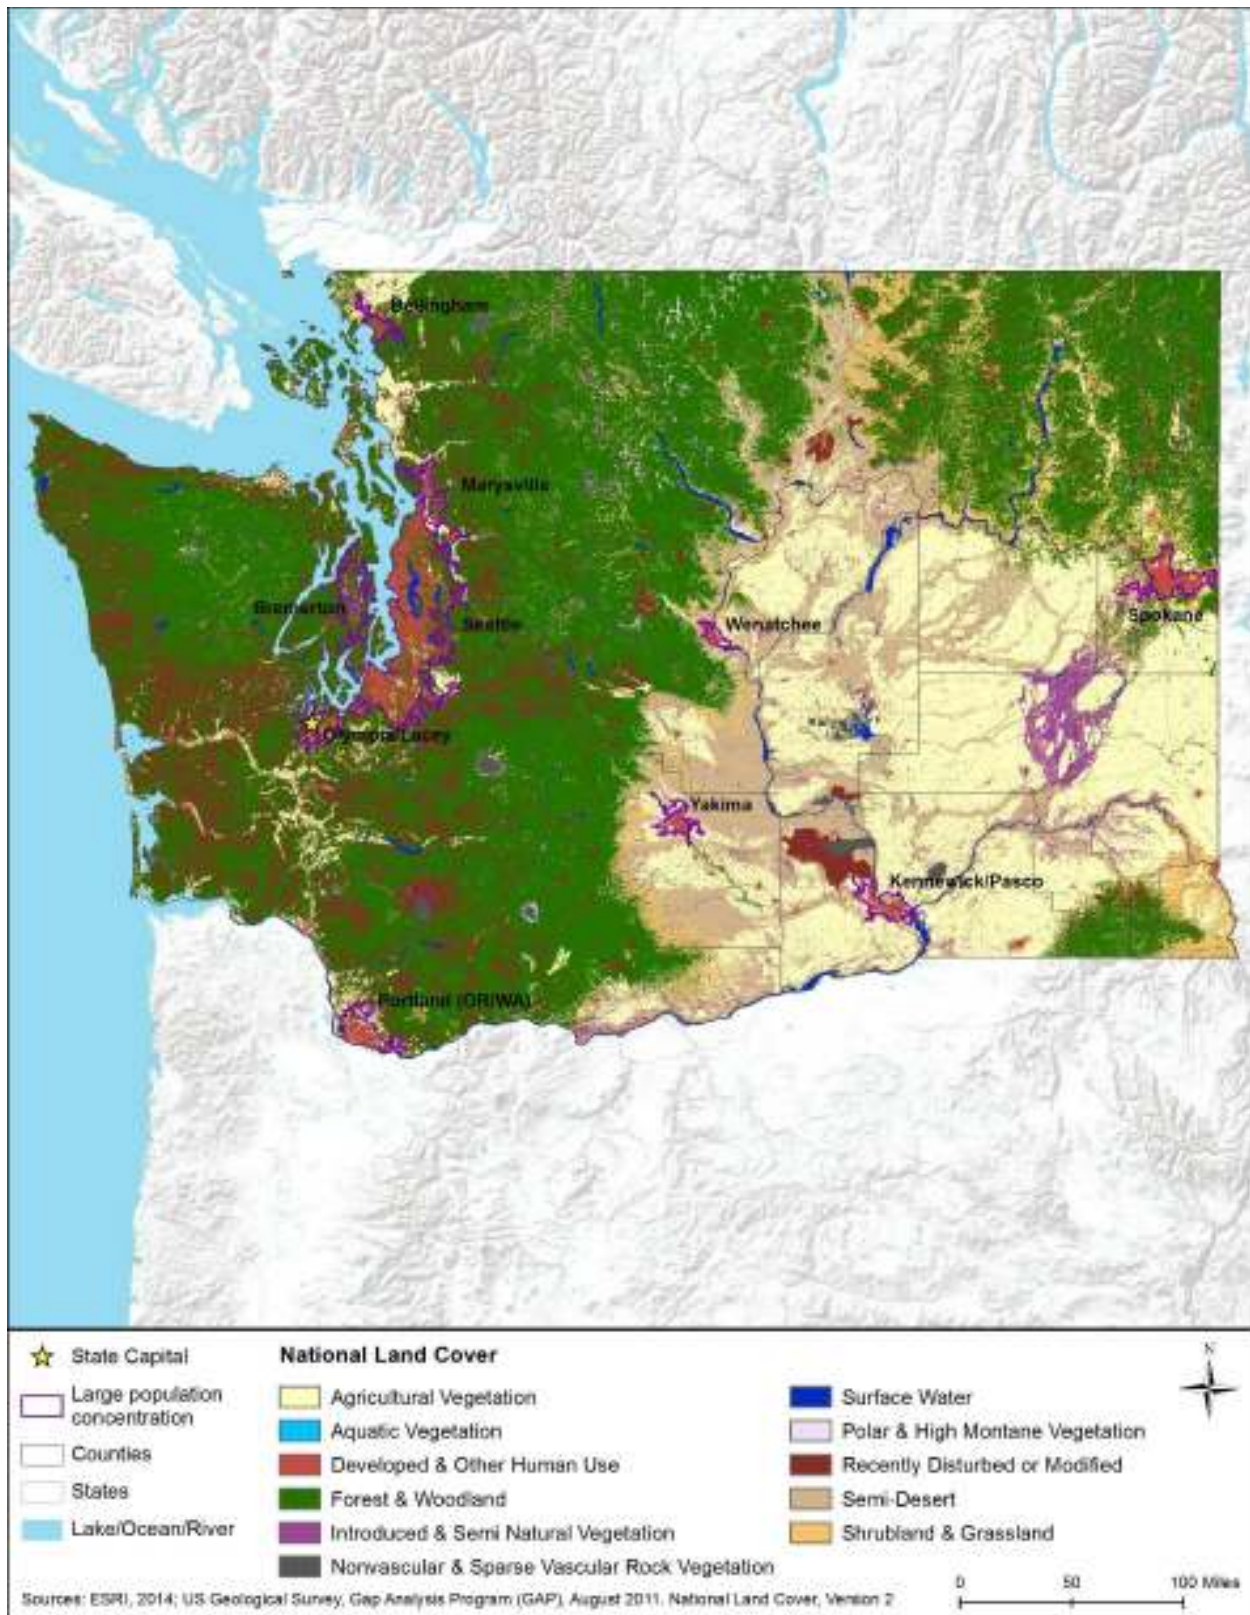 Bellingham
Marysville
Bremerton
Seattle
Wenatchee
Spokane
Olympia/Lacey
Yakima
Kennewick/Pasco
Portland (OR/WA)
State Capital
Large population
concentration
Counties
States
Lake/Ocean/River
National Land Cover
Agricultural Vegetation
Aquatic Vegetation
Developed & Other Human Use
Forest & Woodland
Introduced & Semi Natural Vegetation
Nonvascular & Sparse Vascular Rock Vegetation
Surface Water
Polar & High Montane Vegetation
Recently Disturbed or Modified
Semi-Desert
Shrubland & Grassland
N
0 50 100 Miles
Sources: ESRI, 2014; US Geological Survey, Gap Analysis Program (GAP), August 2011. National Land Cover, Version 2